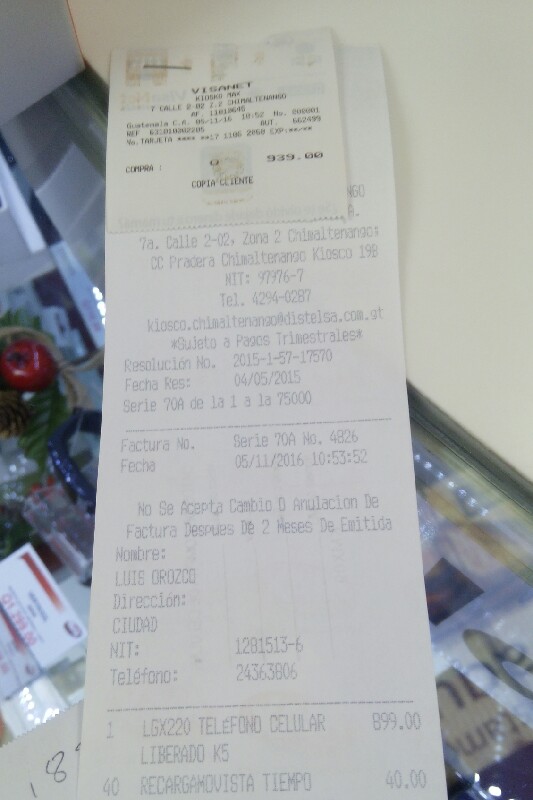 VISANET
KIOSKO MAX
7 CALLE 2-02 Z.2 CHIMALTENANGO
AF. 11010645
Guatemala C.A. 05/11/16 10:52 No. 000001
REF 631010002205 AUT. 662499
No.TARJETA **** **17 1106 2050 EXP:**/**
COMPRA : Q 939.00
COPIA CLIENTE
NGO
A.
7a. Calle 2-02, Zona 2 Chimaltenango:
CC Pradera Chimaltenango Kiosco 19B
NIT: 97976-7
Tel. 4294-0287
kiosco.chimaltenango@distelsa.com.gt
*Sujeto a Pagos Trimestrales*
Resolución No. 2015-1-57-17570
Fecha Res: 04/05/2015
Serie 70A de la 1 a la 75000
Factura No. Serie 70A No. 4826
Fecha 05/11/2016 10:53:52
No Se Acepta Cambio O Anulacion De
Factura Despues De 2 Meses De Emitida
Nombre:
LUIS OROZCO
Dirección:
CIUDAD
NIT: 1281513-6
Teléfono: 24363806
1 LGX220 TELEFONO CELULAR 899.00
LIBERADO K5
40 RECARGAMOVISTA TIEMPO 40.00